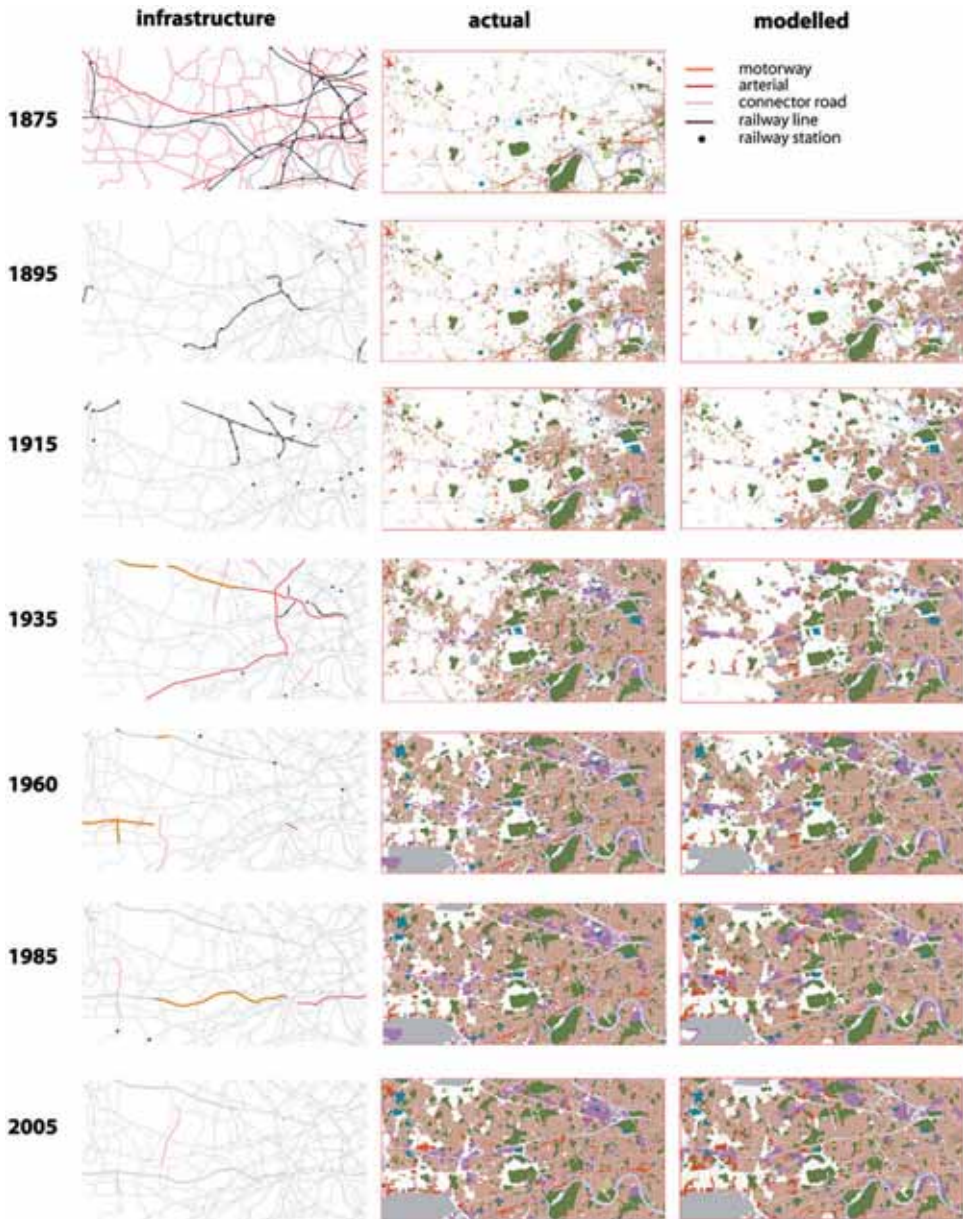 infrastructure
actual
modelled
motorway
arterial
connector road
railway line
railway station
1875
1895
1915
1935
1960
1985
2005